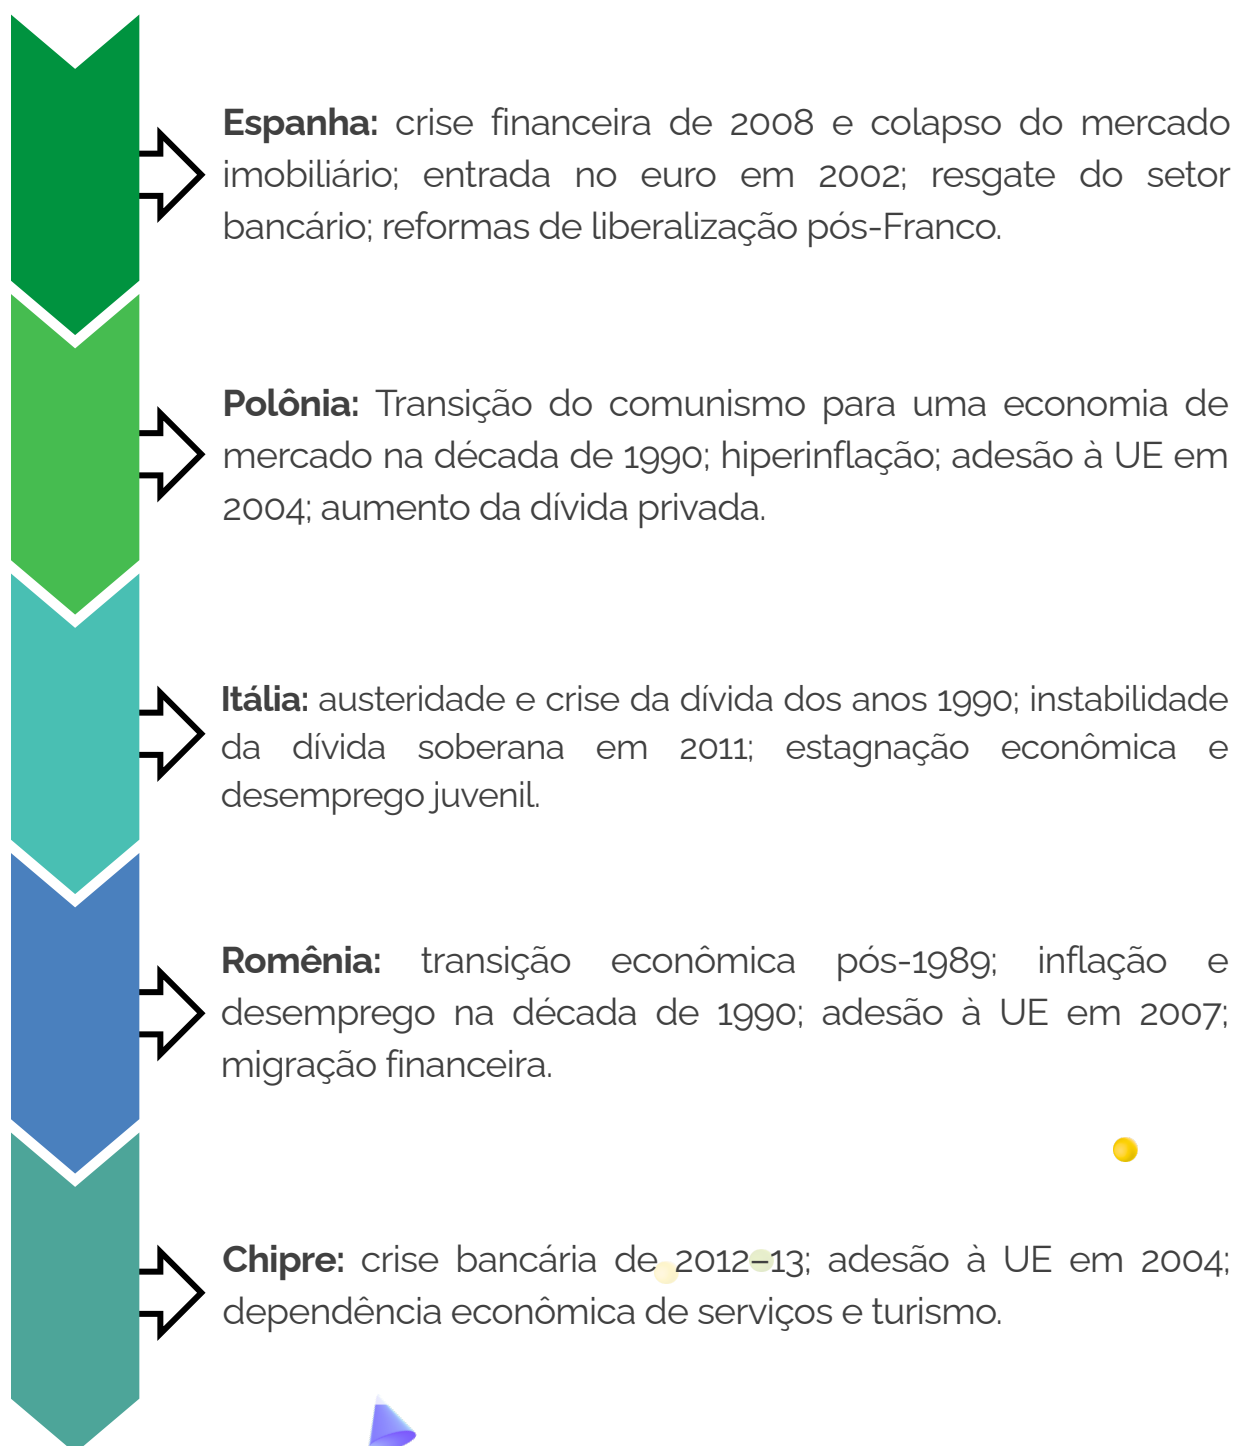 Espanha: crise financeira de 2008 e colapso do mercado
imobiliário; entrada no euro em 2002; resgate do setor
bancário; reformas de liberalização pós-Franco.
Polônia: Transição do comunismo para uma economia de
mercado na década de 1990; hiperinflação; adesão à UE em
2004; aumento da dívida privada.
Itália: austeridade e crise da dívida dos anos 1990; instabilidade
da dívida soberana em 2011; estagnação econômica e
desemprego juvenil.
Romênia: transição econômica pós-1989; inflação e
desemprego na década de 1990; adesão à UE em 2007;
migração financeira.
Chipre: crise bancária de 2012–13; adesão à UE em 2004;
dependência econômica de serviços e turismo.